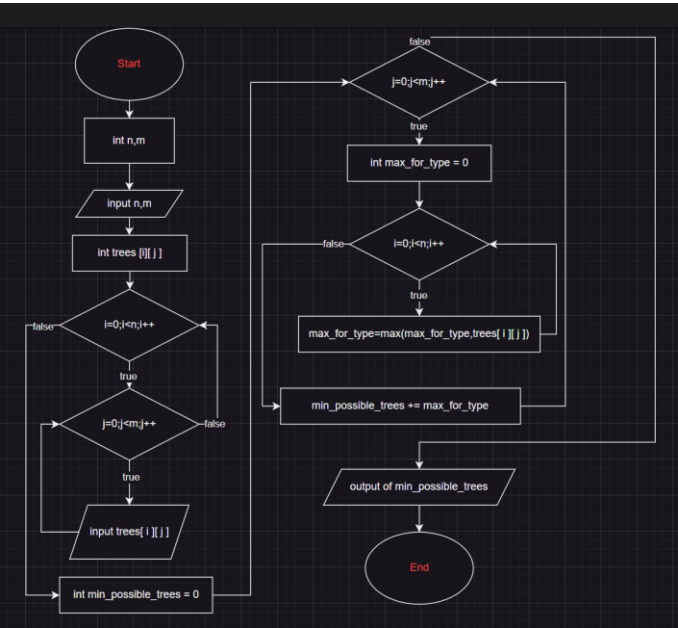 Start
int n,m
input n,m
int trees [i][ j ]
i=0;i<n;i++
false
true
j=0;j<m;j++
false
true
input trees[ i ][ j ]
int min_possible_trees = 0
false
j=0;j<m;j++
true
int max_for_type = 0
i=0;i<n;i++
false
true
max_for_type=max(max_for_type,trees[ i ][ j ])
min_possible_trees += max_for_type
output of min_possible_trees
End